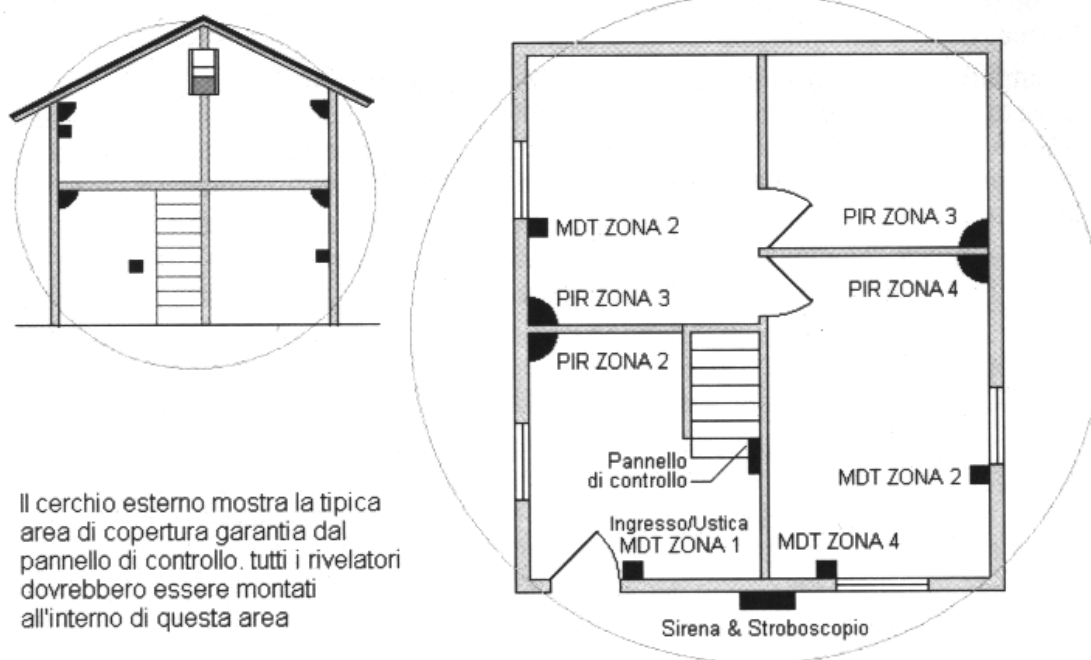 MDT ZONA 2
PIR ZONA 3
PIR ZONA 3
PIR ZONA 4
PIR ZONA 2
Pannello
di controllo
MDT ZONA 2
Ingresso/Ustica
MDT ZONA 1
MDT ZONA 4
Sirena & Stroboscopio
Il cerchio esterno mostra la tipica
area di copertura garantia dal
pannello di controllo. tutti i rivelatori
dovrebbero essere montati
all'interno di questa area